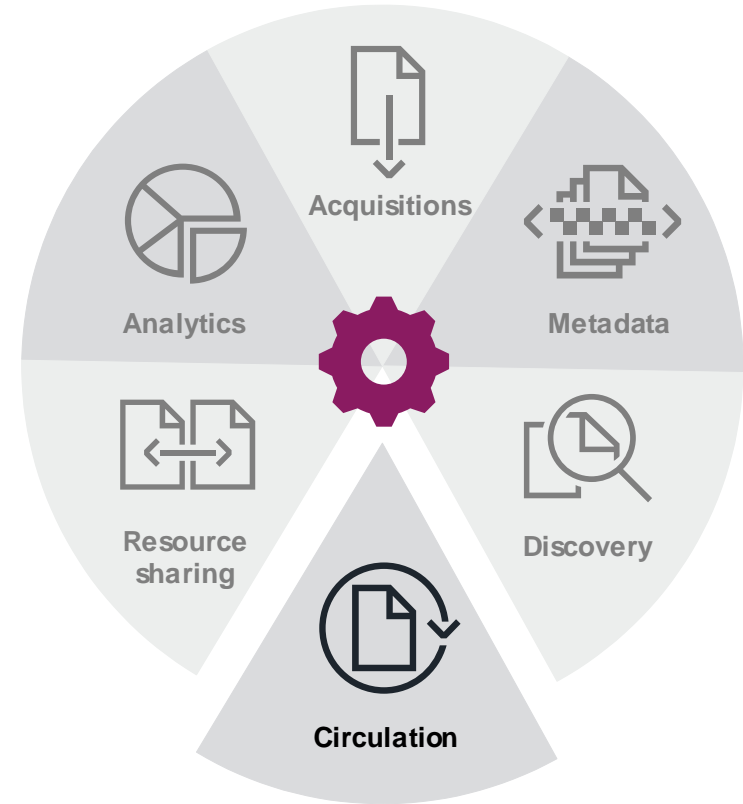 Acquisitions
Analytics
Metadata
Resource
sharing
Discovery
Circulation